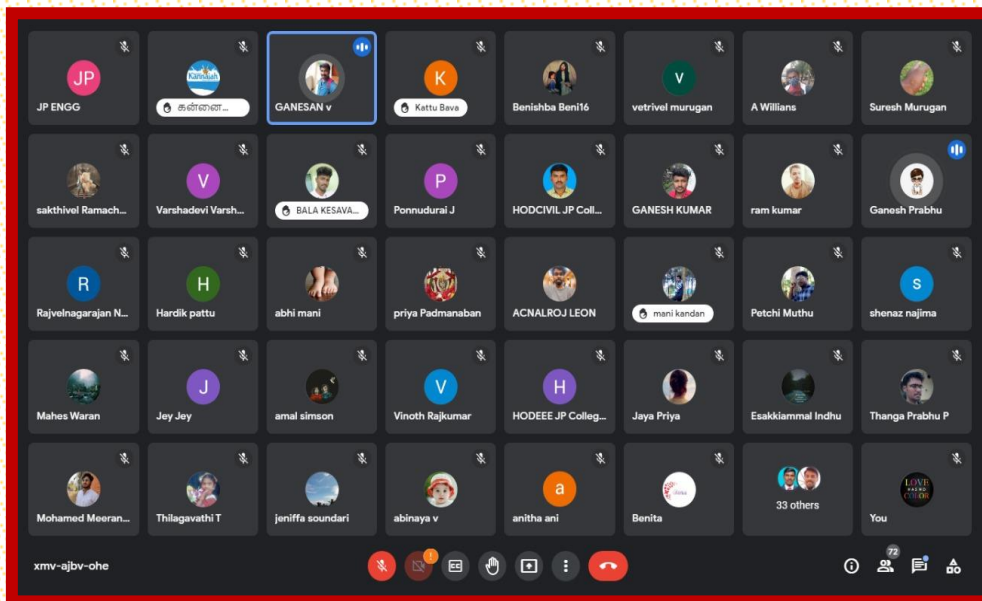 JP
JP ENGG
Kannaiah
கன்னை...
GANESAN v
K
Kattu Bava
Benishba Beni16
v
vetrivel murugan
A Willians
Suresh Murugan
sakthivel Ramach...
V
Varshadevi Varsh...
BALA KESAVA...
P
Ponnudurai J
HODCIVIL JP Coll...
GANESH KUMAR
ram kumar
Ganesh Prabhu
R
Rajvelnagarajan N...
H
Hardik pattu
abhi mani
priya Padmanaban
ACNALROJ LEON
mani kandan
Petchi Muthu
s
shenaz najima
Mahes Waran
J
Jey Jey
amal simson
V
Vinoth Rajkumar
H
HODEEE JP Colleg...
Jaya Priya
Esakkiammal Indhu
Thanga Prabhu P
Mohamed Meeran...
Thilagavathi T
jeniffa soundari
abinaya v
a
anitha ani
Benita
33 others
LOVE
COLOR
You
xmv-ajbv-ohe
CC
72